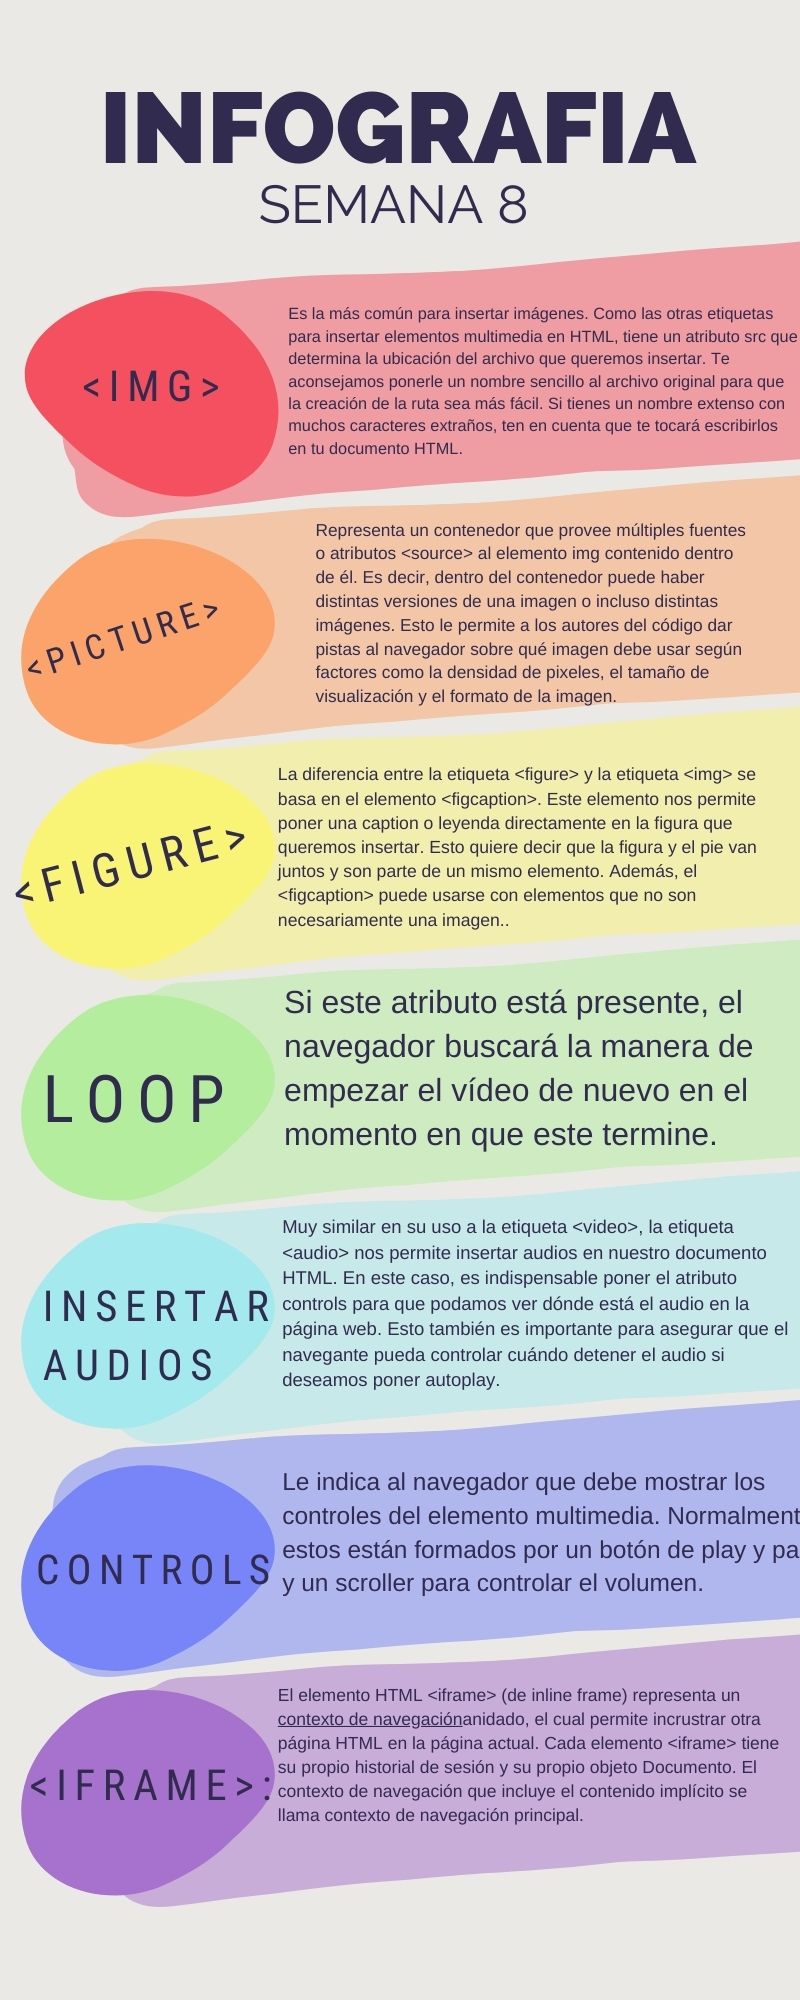 INFOGRAFIA
SEMANA 8
<IMG>
Es la más común para insertar imágenes. Como las otras etiquetas
para insertar elementos multimedia en HTML, tiene un atributo src que
determina la ubicación del archivo que queremos insertar. Te
aconsejamos ponerle un nombre sencillo al archivo original para que
la creación de la ruta sea más fácil. Si tienes un nombre extenso con
muchos caracteres extraños, ten en cuenta que te tocará escribirlos
en tu documento HTML.
<PICTURE>
Representa un contenedor que provee múltiples fuentes
o atributos <source> al elemento img contenido dentro
de él. Es decir, dentro del contenedor puede haber
distintas versiones de una imagen o incluso distintas
imágenes. Esto le permite a los autores del código dar
pistas al navegador sobre qué imagen debe usar según
factores como la densidad de pixeles, el tamaño de
visualización y el formato de la imagen.
<FIGURE>
La diferencia entre la etiqueta <figure> y la etiqueta <img> se
basa en el elemento <figcaption>. Este elemento nos permite
poner una caption o leyenda directamente en la figura que
queremos insertar. Esto quiere decir que la figura y el pie van
juntos y son parte de un mismo elemento. Además, el
<figcaption> puede usarse con elementos que no son
necesariamente una imagen..
LOOP
Si este atributo está presente, el
navegador buscará la manera de
empezar el vídeo de nuevo en el
momento en que este termine.
INSERTAR
AUDIOS
Muy similar en su uso a la etiqueta <video>, la etiqueta
<audio> nos permite insertar audios en nuestro documento
HTML. En este caso, es indispensable poner el atributo
controls para que podamos ver dónde está el audio en la
página web. Esto también es importante para asegurar que el
navegante pueda controlar cuándo detener el audio si
deseamos poner autoplay.
CONTROLS
Le indica al navegador que debe mostrar los
controles del elemento multimedia. Normalment
estos están formados por un botón de play y pa
y un scroller para controlar el volumen.
<IFRAME>:
El elemento HTML <iframe> (de inline frame) representa un
contexto de navegaciónanidado, el cual permite incrustrar otra
página HTML en la página actual. Cada elemento <iframe> tiene
su propio historial de sesión y su propio objeto Documento. El
contexto de navegación que incluye el contenido implícito se
llama contexto de navegación principal.